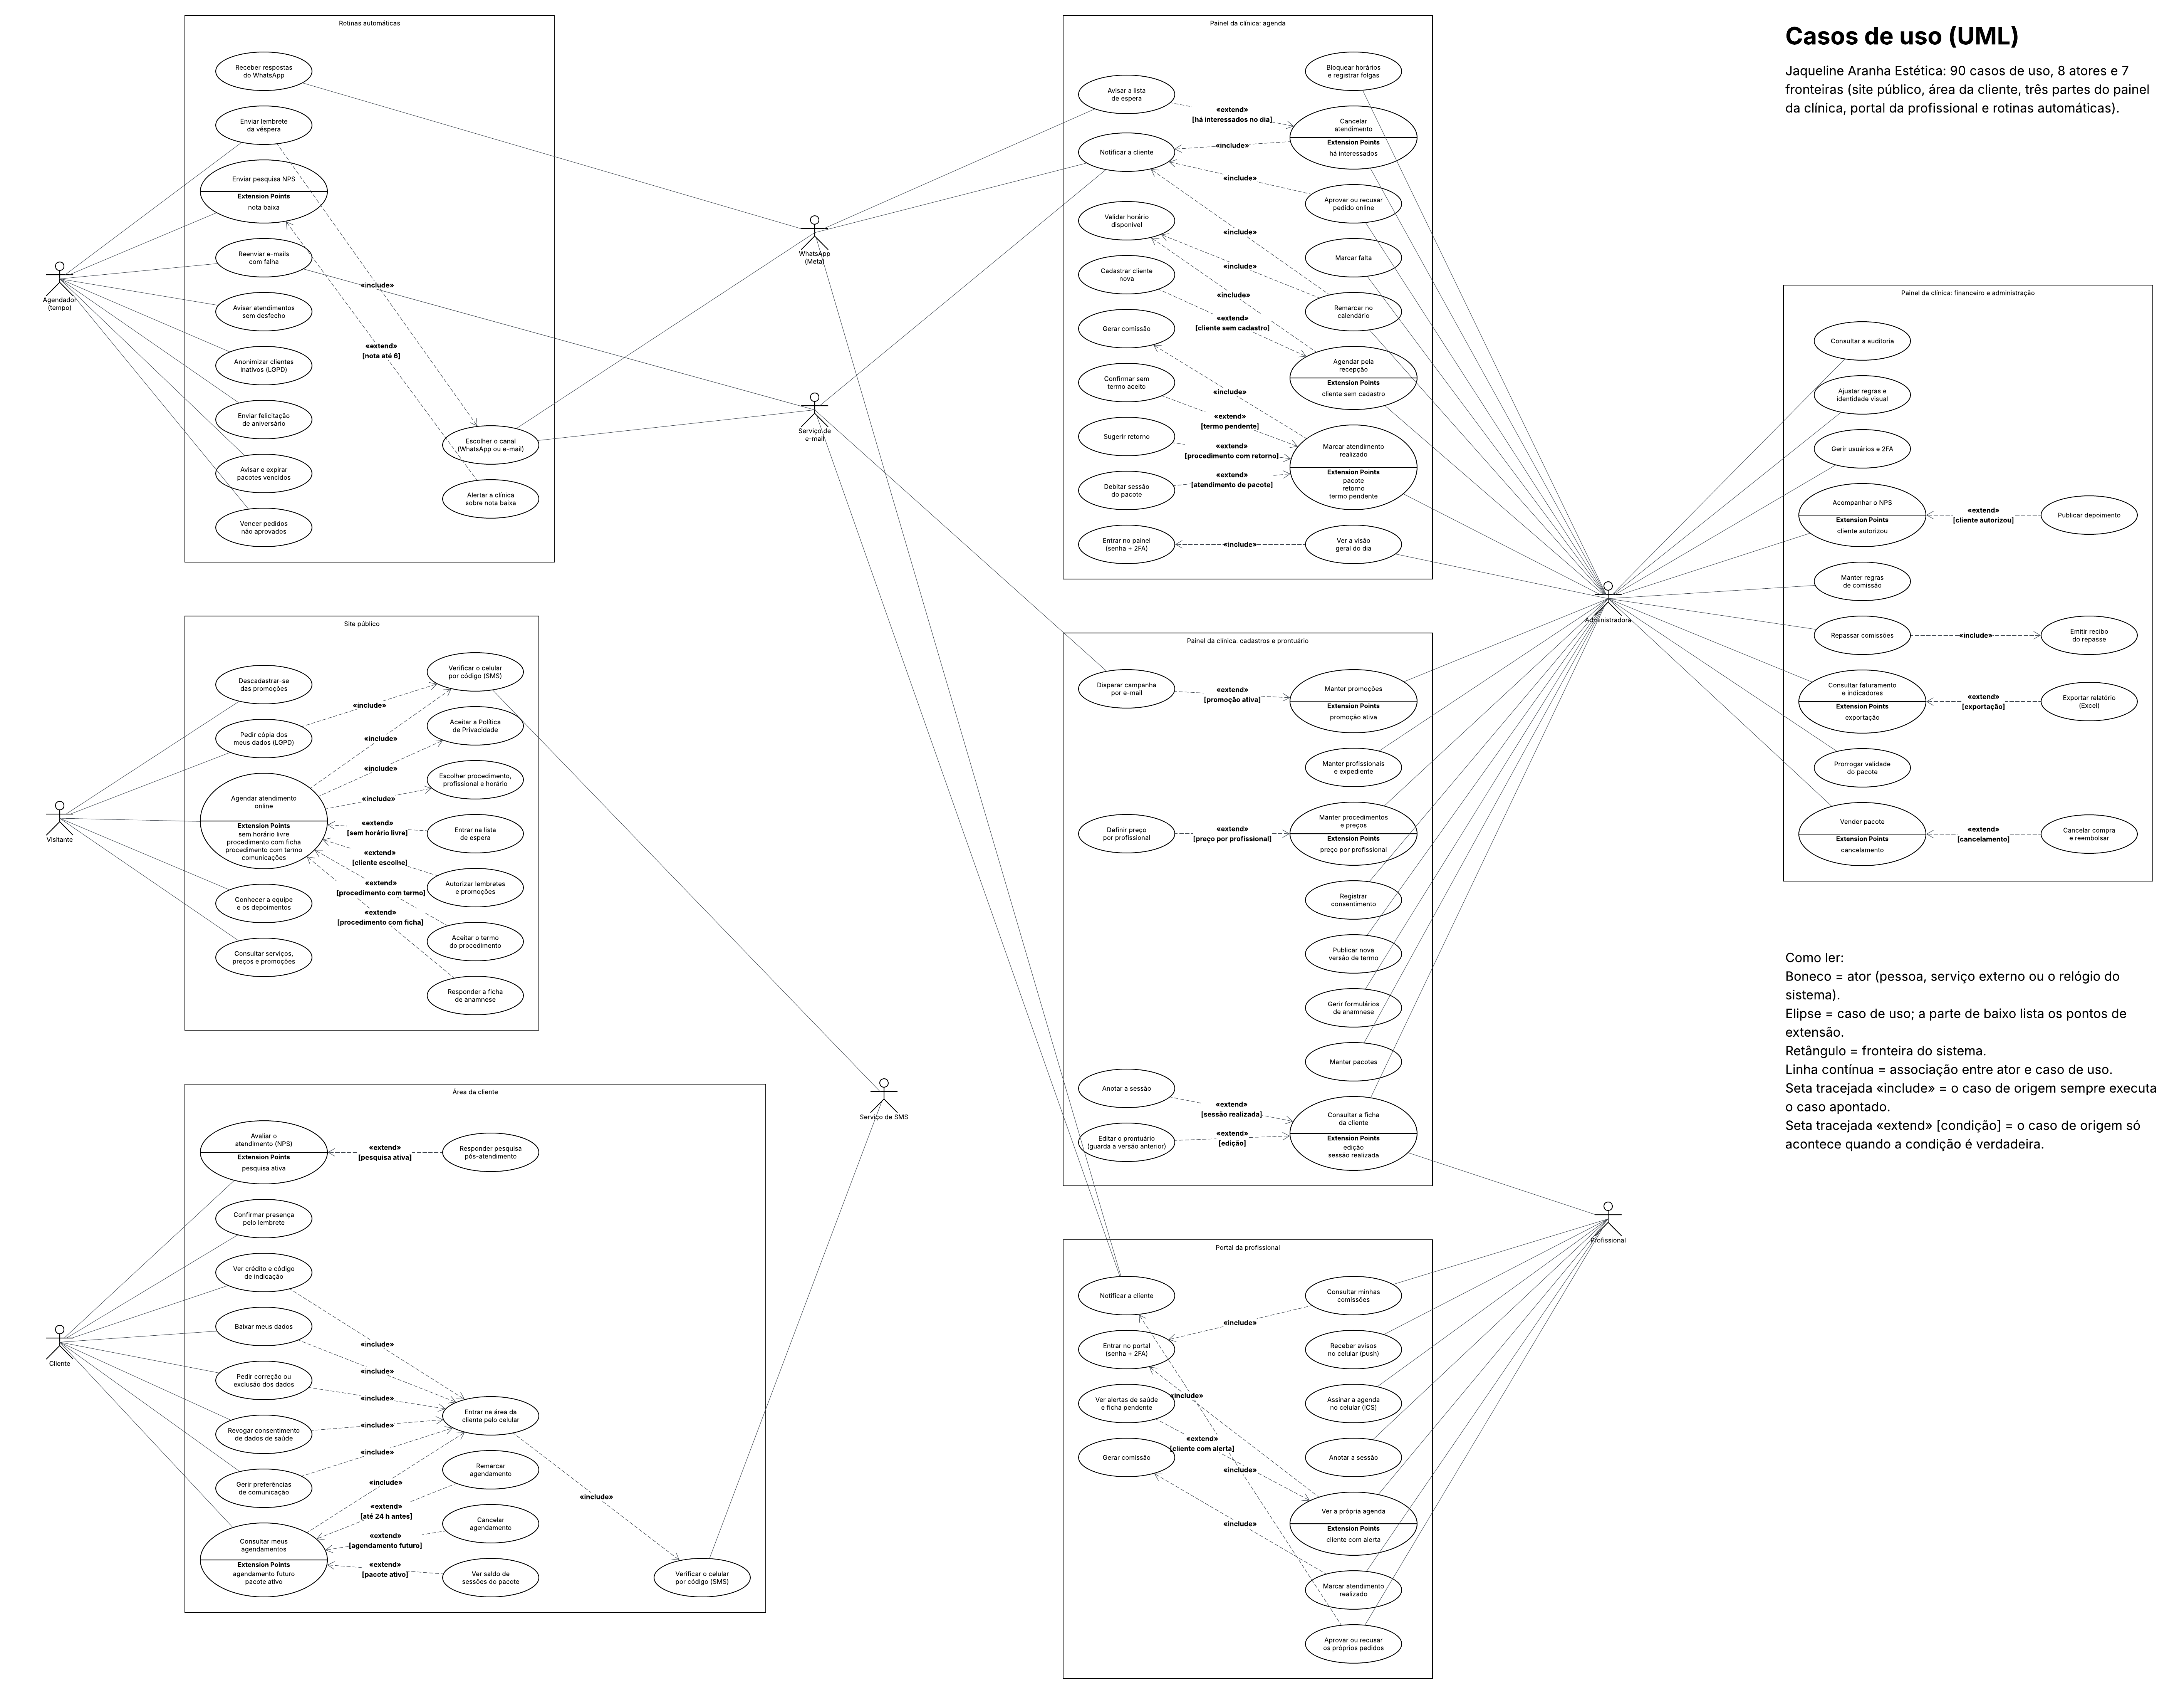 Casos de uso (UML)
Jaqueline Aranha Estética: 90 casos de uso, 8 atores e 7
fronteiras (site público, área da cliente, três partes do painel
da clínica, portal da profissional e rotinas automáticas).
Rotinas automáticas
Receber respostas
do WhatsApp
Enviar lembrete
da véspera
Enviar pesquisa NPS
Extension Points
nota baixa
Reenviar e-mails
com falha
Avisar atendimentos
sem desfecho
Anonimizar clientes
inativos (LGPD)
Enviar felicitação
de aniversário
Avisar e expirar
pacotes vencidos
Vencer pedidos
não aprovados
«include»
«extend»
[nota até 6]
Escolher o canal
(WhatsApp ou e-mail)
Alertar a clínica
sobre nota baixa
Agendador
(tempo)
WhatsApp
(Meta)
Serviço de
e-mail
Painel da clínica: agenda
Avisar a lista
de espera
Notificar a cliente
Validar horário
disponível
Cadastrar cliente
nova
Gerar comissão
Confirmar sem
termo aceito
Sugerir retorno
Debitar sessão
do pacote
Entrar no painel
(senha + 2FA)
«extend»
[há interessados no dia]
«include»
«include»
«include»
«include»
«include»
«extend»
[cliente sem cadastro]
«include»
«extend»
[termo pendente]
«extend»
[procedimento com retorno]
«extend»
[atendimento de pacote]
«include»
Bloquear horários
e registrar folgas
Cancelar
atendimento
Extension Points
há interessados
Aprovar ou recusar
pedido online
Marcar falta
Remarcar no
calendário
Agendar pela
recepção
Extension Points
cliente sem cadastro
Marcar atendimento
realizado
Extension Points
pacote
retorno
termo pendente
Ver a visão
geral do dia
Administradora
Painel da clínica: financeiro e administração
Consultar a auditoria
Ajustar regras e
identidade visual
Gerir usuários e 2FA
Acompanhar o NPS
Extension Points
cliente autorizou
«extend»
[cliente autorizou]
Publicar depoimento
Manter regras
de comissão
Repassar comissões
«include»
Emitir recibo
do repasse
Consultar faturamento
e indicadores
Extension Points
exportação
«extend»
[exportação]
Exportar relatório
(Excel)
Prorrogar validade
do pacote
Vender pacote
Extension Points
cancelamento
«extend»
[cancelamento]
Cancelar compra
e reembolsar
Site público
Descadastrar-se
das promoções
Pedir cópia dos
meus dados (LGPD)
Agendar atendimento
online
Extension Points
sem horário livre
procedimento com ficha
procedimento com termo
comunicações
Conhecer a equipe
e os depoimentos
Consultar serviços,
preços e promoções
«include»
«include»
«include»
«include»
«extend»
[sem horário livre]
«extend»
[cliente escolhe]
«extend»
[procedimento com termo]
«extend»
[procedimento com ficha]
Verificar o celular
por código (SMS)
Aceitar a Política
de Privacidade
Escolher procedimento,
profissional e horário
Entrar na lista
de espera
Autorizar lembretes
e promoções
Aceitar o termo
do procedimento
Responder a ficha
de anamnese
Visitante
Painel da clínica: cadastros e prontuário
Disparar campanha
por e-mail
«extend»
[promoção ativa]
Manter promoções
Extension Points
promoção ativa
Manter profissionais
e expediente
Definir preço
por profissional
«extend»
[preço por profissional]
Manter procedimentos
e preços
Extension Points
preço por profissional
Registrar
consentimento
Publicar nova
versão de termo
Gerir formulários
de anamnese
Manter pacotes
Anotar a sessão
«extend»
[sessão realizada]
Editar o prontuário
(guarda a versão anterior)
«extend»
[edição]
Consultar a ficha
da cliente
Extension Points
edição
sessão realizada
Como ler:
Boneco = ator (pessoa, serviço externo ou o relógio do
sistema).
Elipse = caso de uso; a parte de baixo lista os pontos de
extensão.
Retângulo = fronteira do sistema.
Linha contínua = associação entre ator e caso de uso.
Seta tracejada «include» = o caso de origem sempre executa
o caso apontado.
Seta tracejada «extend» [condição] = o caso de origem só
acontece quando a condição é verdadeira.
Área da cliente
Avaliar o
atendimento (NPS)
Extension Points
pesquisa ativa
«extend»
[pesquisa ativa]
Responder pesquisa
pós-atendimento
Confirmar presença
pelo lembrete
Ver crédito e código
de indicação
Baixar meus dados
Pedir correção ou
exclusão dos dados
Revogar consentimento
de dados de saúde
Gerir preferências
de comunicação
Consultar meus
agendamentos
Extension Points
agendamento futuro
pacote ativo
«include»
«include»
«include»
«include»
«include»
«include»
«extend»
[até 24 h antes]
«extend»
[agendamento futuro]
«extend»
[pacote ativo]
Entrar na área da
cliente pelo celular
Remarcar
agendamento
Cancelar
agendamento
Ver saldo de
sessões do pacote
«include»
Verificar o celular
por código (SMS)
Cliente
Serviço de SMS
Profissional
Portal da profissional
Notificar a cliente
Entrar no portal
(senha + 2FA)
Ver alertas de saúde
e ficha pendente
Gerar comissão
«include»
«include»
«extend»
[cliente com alerta]
«include»
«include»
Consultar minhas
comissões
Receber avisos
no celular (push)
Assinar a agenda
no celular (ICS)
Anotar a sessão
Ver a própria agenda
Extension Points
cliente com alerta
Marcar atendimento
realizado
Aprovar ou recusar
os próprios pedidos